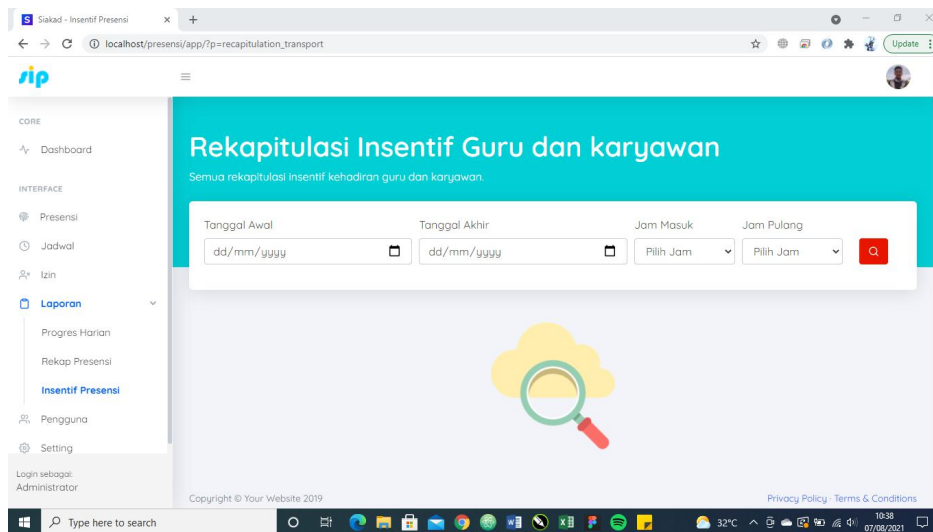 Siakad - Insentif Presensi
localhost/presensi/app/?p=recapitulation_transport
Update
sip
CORE
Dashboard
INTERFACE
Presensi
Jadwal
Izin
Laporan
Progres Harian
Rekap Presensi
Insentif Presensi
Pengguna
Setting
Login sebagai:
Administrator
Rekapitulasi Insentif Guru dan karyawan
Semua rekapitulasi insentif kehadiran guru dan karyawan.
Tanggal Awal Tanggal Akhir Jam Masuk Jam Pulang
dd/mm/yyyy dd/mm/yyyy Pilih Jam Pilih Jam
Copyright © Your Website 2019 Privacy Policy · Terms & Conditions
Type here to search 32°C 10:38
07/08/2021